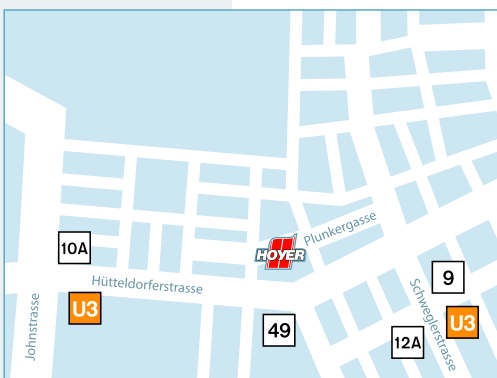 Plunkergasse
10A
HOYER
Hütteldorferstrasse
9
U3
Johnstrasse
49
Schweglerstrasse
U3
12A